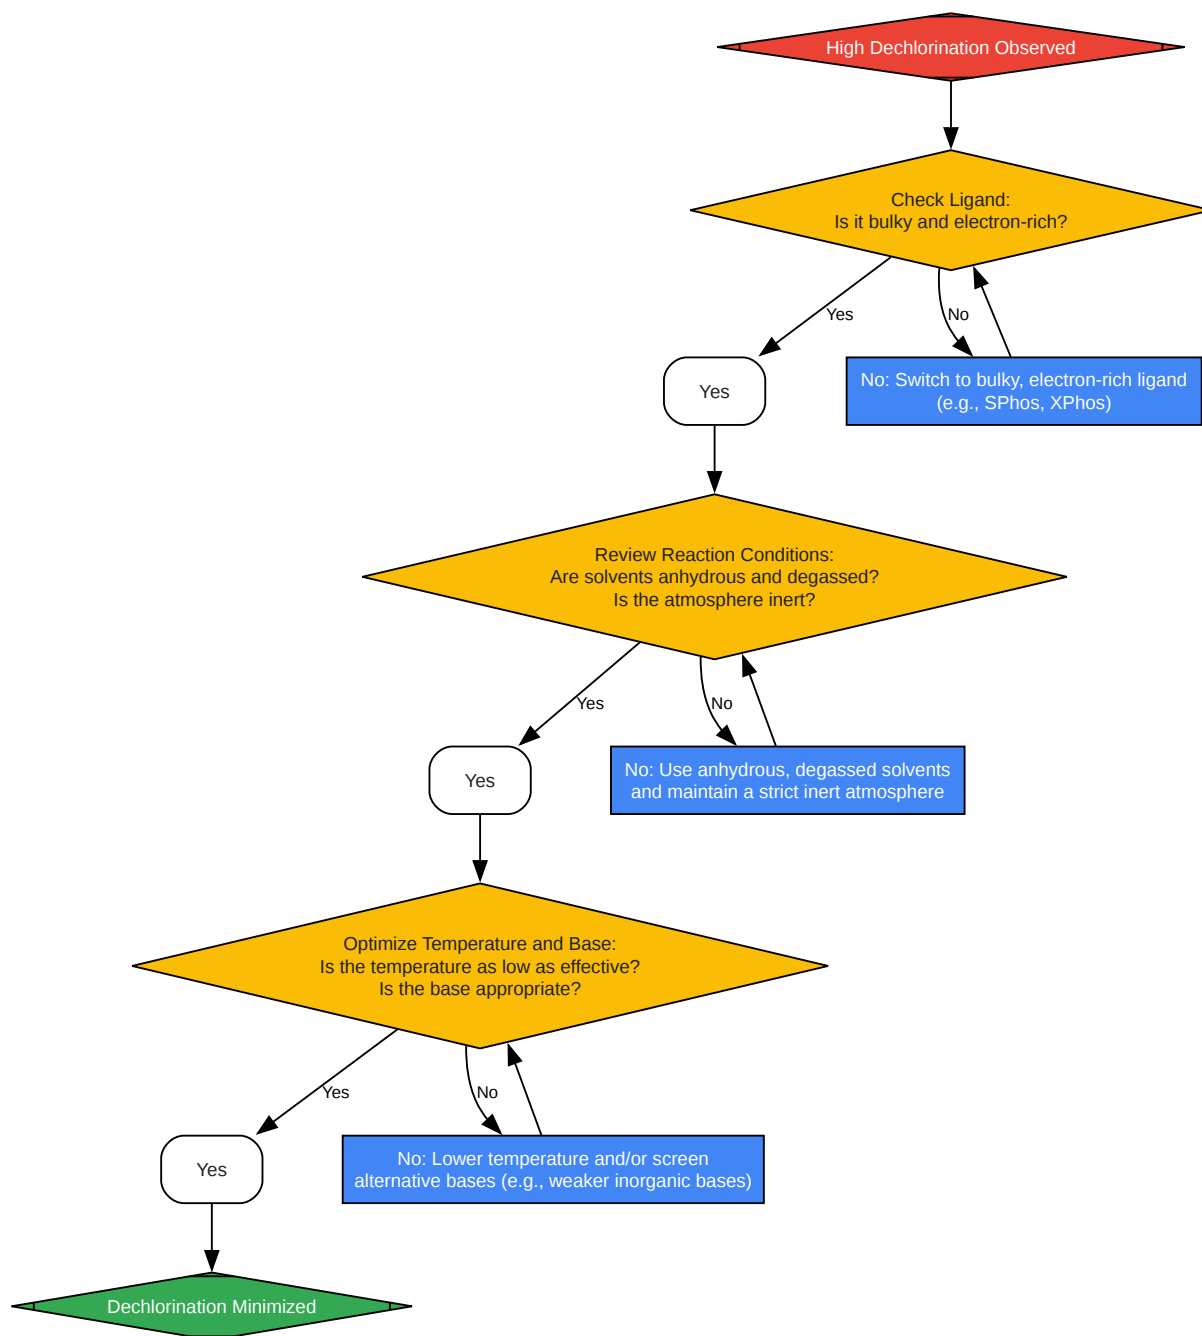 High Dechlorination Observed
Check Ligand:
Is it bulky and electron-rich?
Yes
No
Yes
No: Switch to bulky, electron-rich ligand
(e.g., SPhos, XPhos)
Review Reaction Conditions:
Are solvents anhydrous and degassed?
Is the atmosphere inert?
Yes
No
Yes
No: Use anhydrous, degassed solvents
and maintain a strict inert atmosphere
Optimize Temperature and Base:
Is the temperature as low as effective?
Is the base appropriate?
Yes
No
Yes
No: Lower temperature and/or screen
alternative bases (e.g., weaker inorganic bases)
Dechlorination Minimized